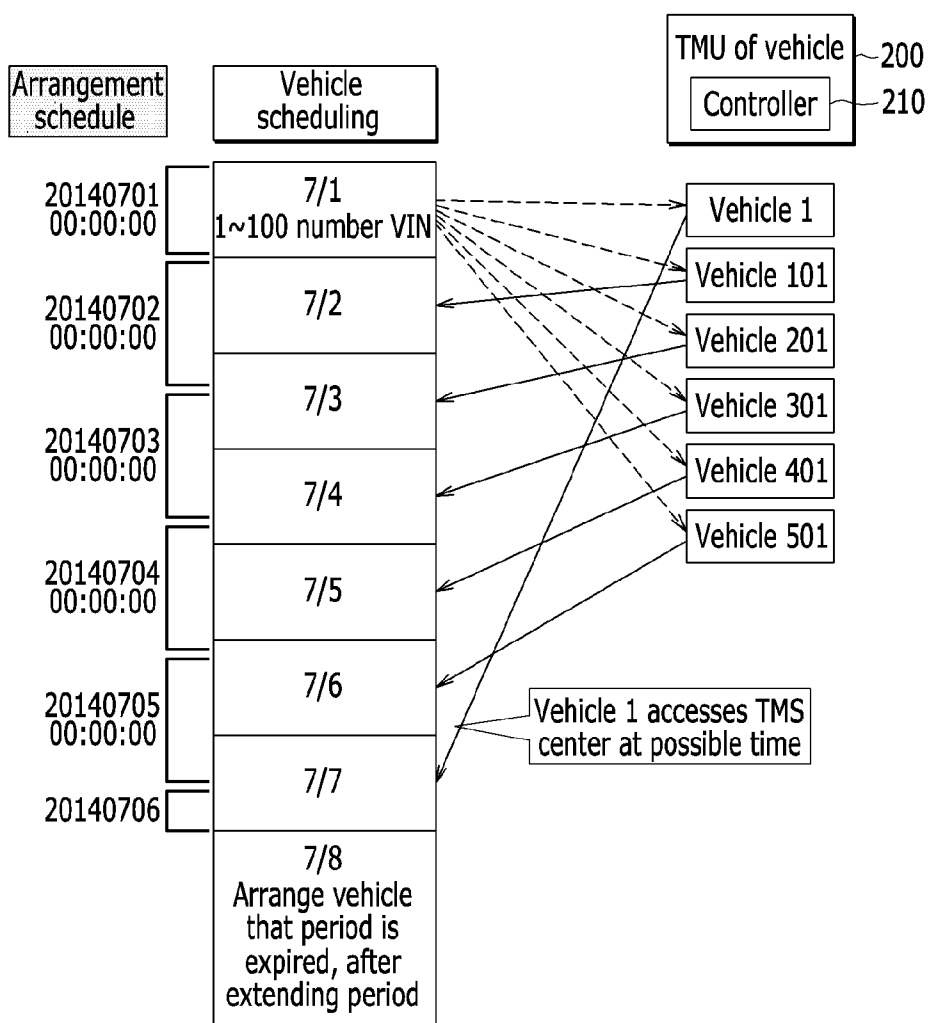 Arrangement
schedule
Vehicle
scheduling
TMU of vehicle
200
Controller
210
20140701
00:00:00
20140702
00:00:00
20140703
00:00:00
20140704
00:00:00
20140705
00:00:00
20140706
7/1
1~100 number VIN
7/2
7/3
7/4
7/5
7/6
7/7
7/8
Arrange vehicle
that period is
expired, after
extending period
Vehicle 1
Vehicle 101
Vehicle 201
Vehicle 301
Vehicle 401
Vehicle 501
Vehicle 1 accesses TMS
center at possible time